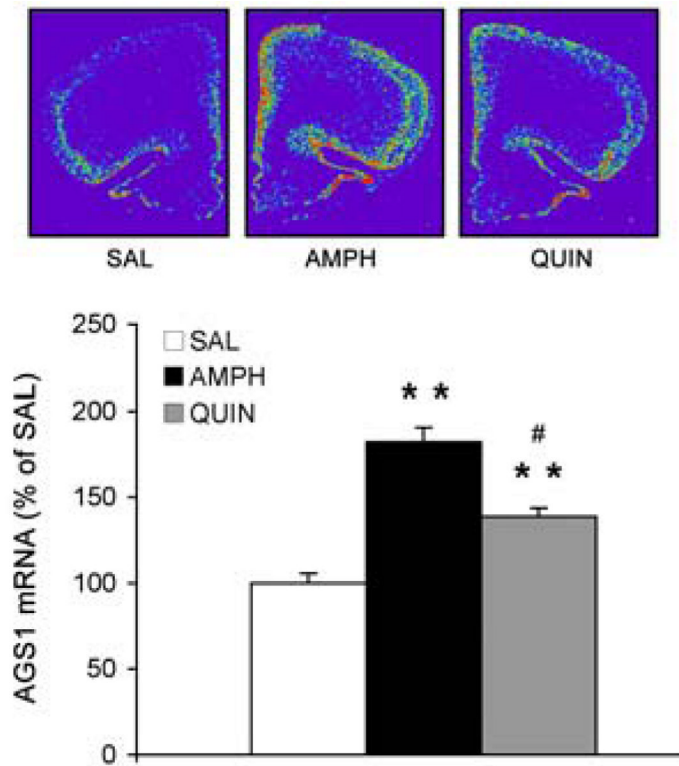 SAL AMPH QUIN
AGS1 mRNA (% of SAL)
250
200
150
100
50
0
SAL
AMPH
QUIN
* *
#
* *